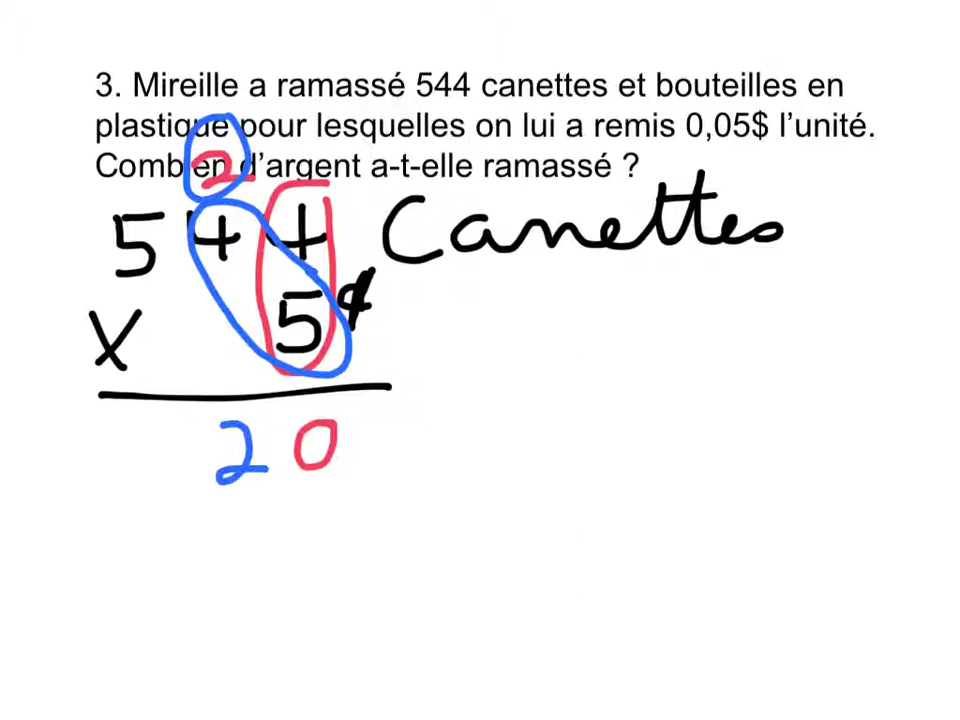 3. Mireille a ramassé 544 canettes et bouteilles en
plastique pour lesquelles on lui a remis 0,05$ l’unité.
Combien d’argent a-t-elle ramassé ?
2
544 Canettes
x 5¢
20